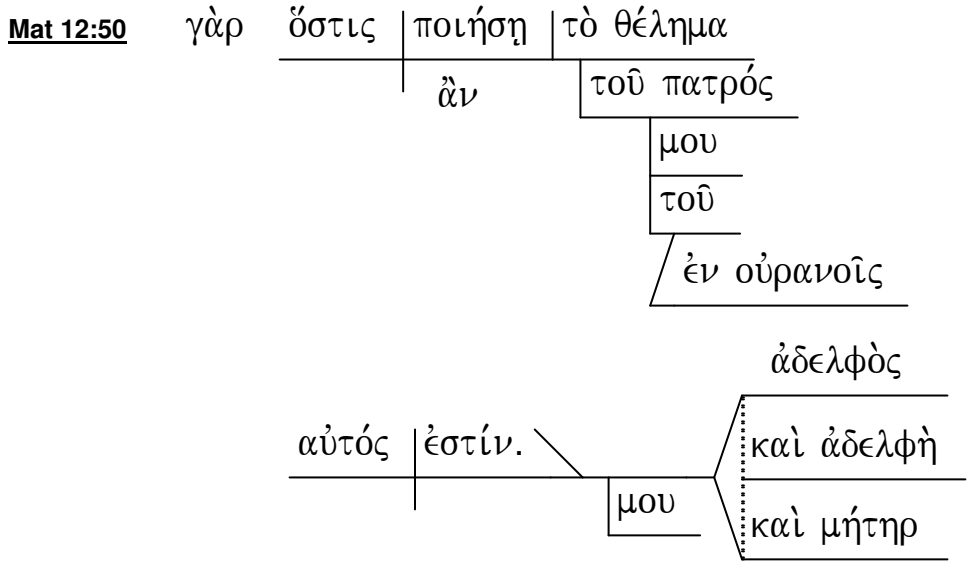 Mat 12:50 γὰρ ὅστις ποιήσῃ τὸ θέλημα
ἂν τοῦ πατρός
μου
τοῦ
ἐν οὐρανοῖς
ἀδελφὸς
αὐτός ἐστίν. καὶ ἀδελφὴ
μου καὶ μήτηρ